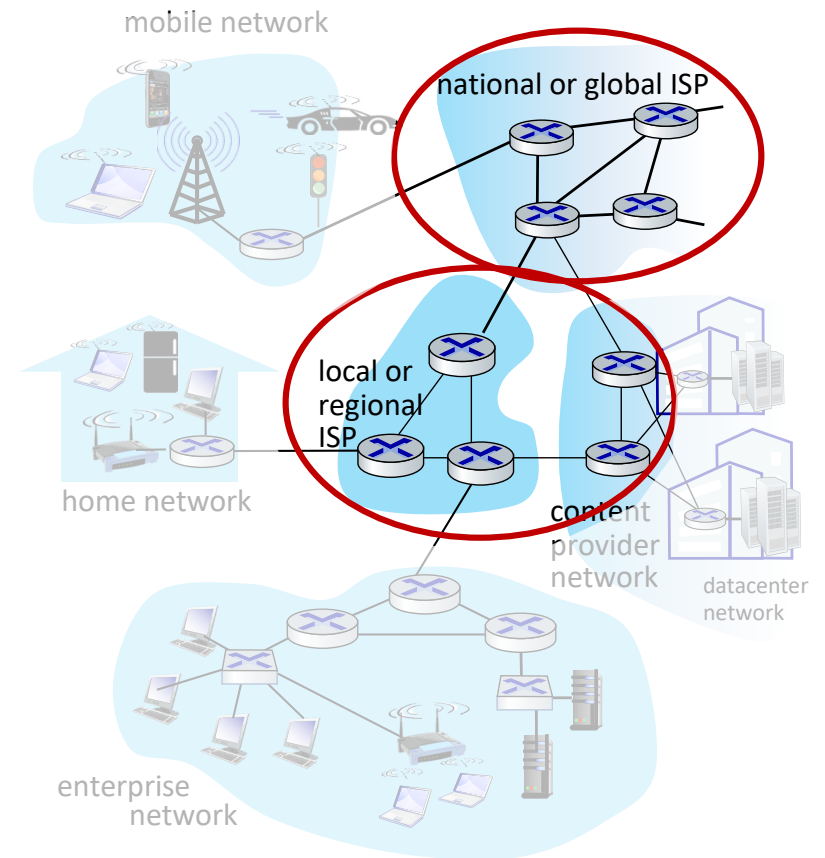 mobile network
national or global ISP
local or
regional
ISP
home network
content
provider
network
datacenter
network
enterprise
network